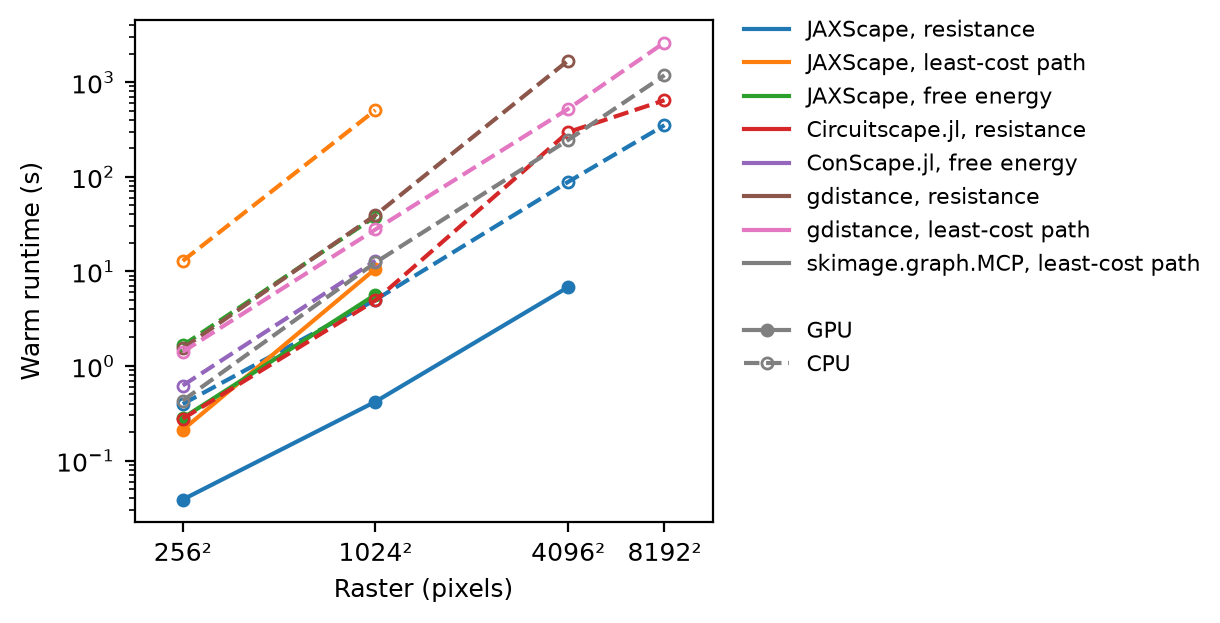 10³
10²
10¹
10⁰
10⁻¹
Warm runtime (s)
256² 1024² 4096² 8192²
Raster (pixels)
JAXScape, resistance
JAXScape, least-cost path
JAXScape, free energy
Circuitscape.jl, resistance
ConScape.jl, free energy
gdistance, resistance
gdistance, least-cost path
skimage.graph.MCP, least-cost path
GPU
CPU